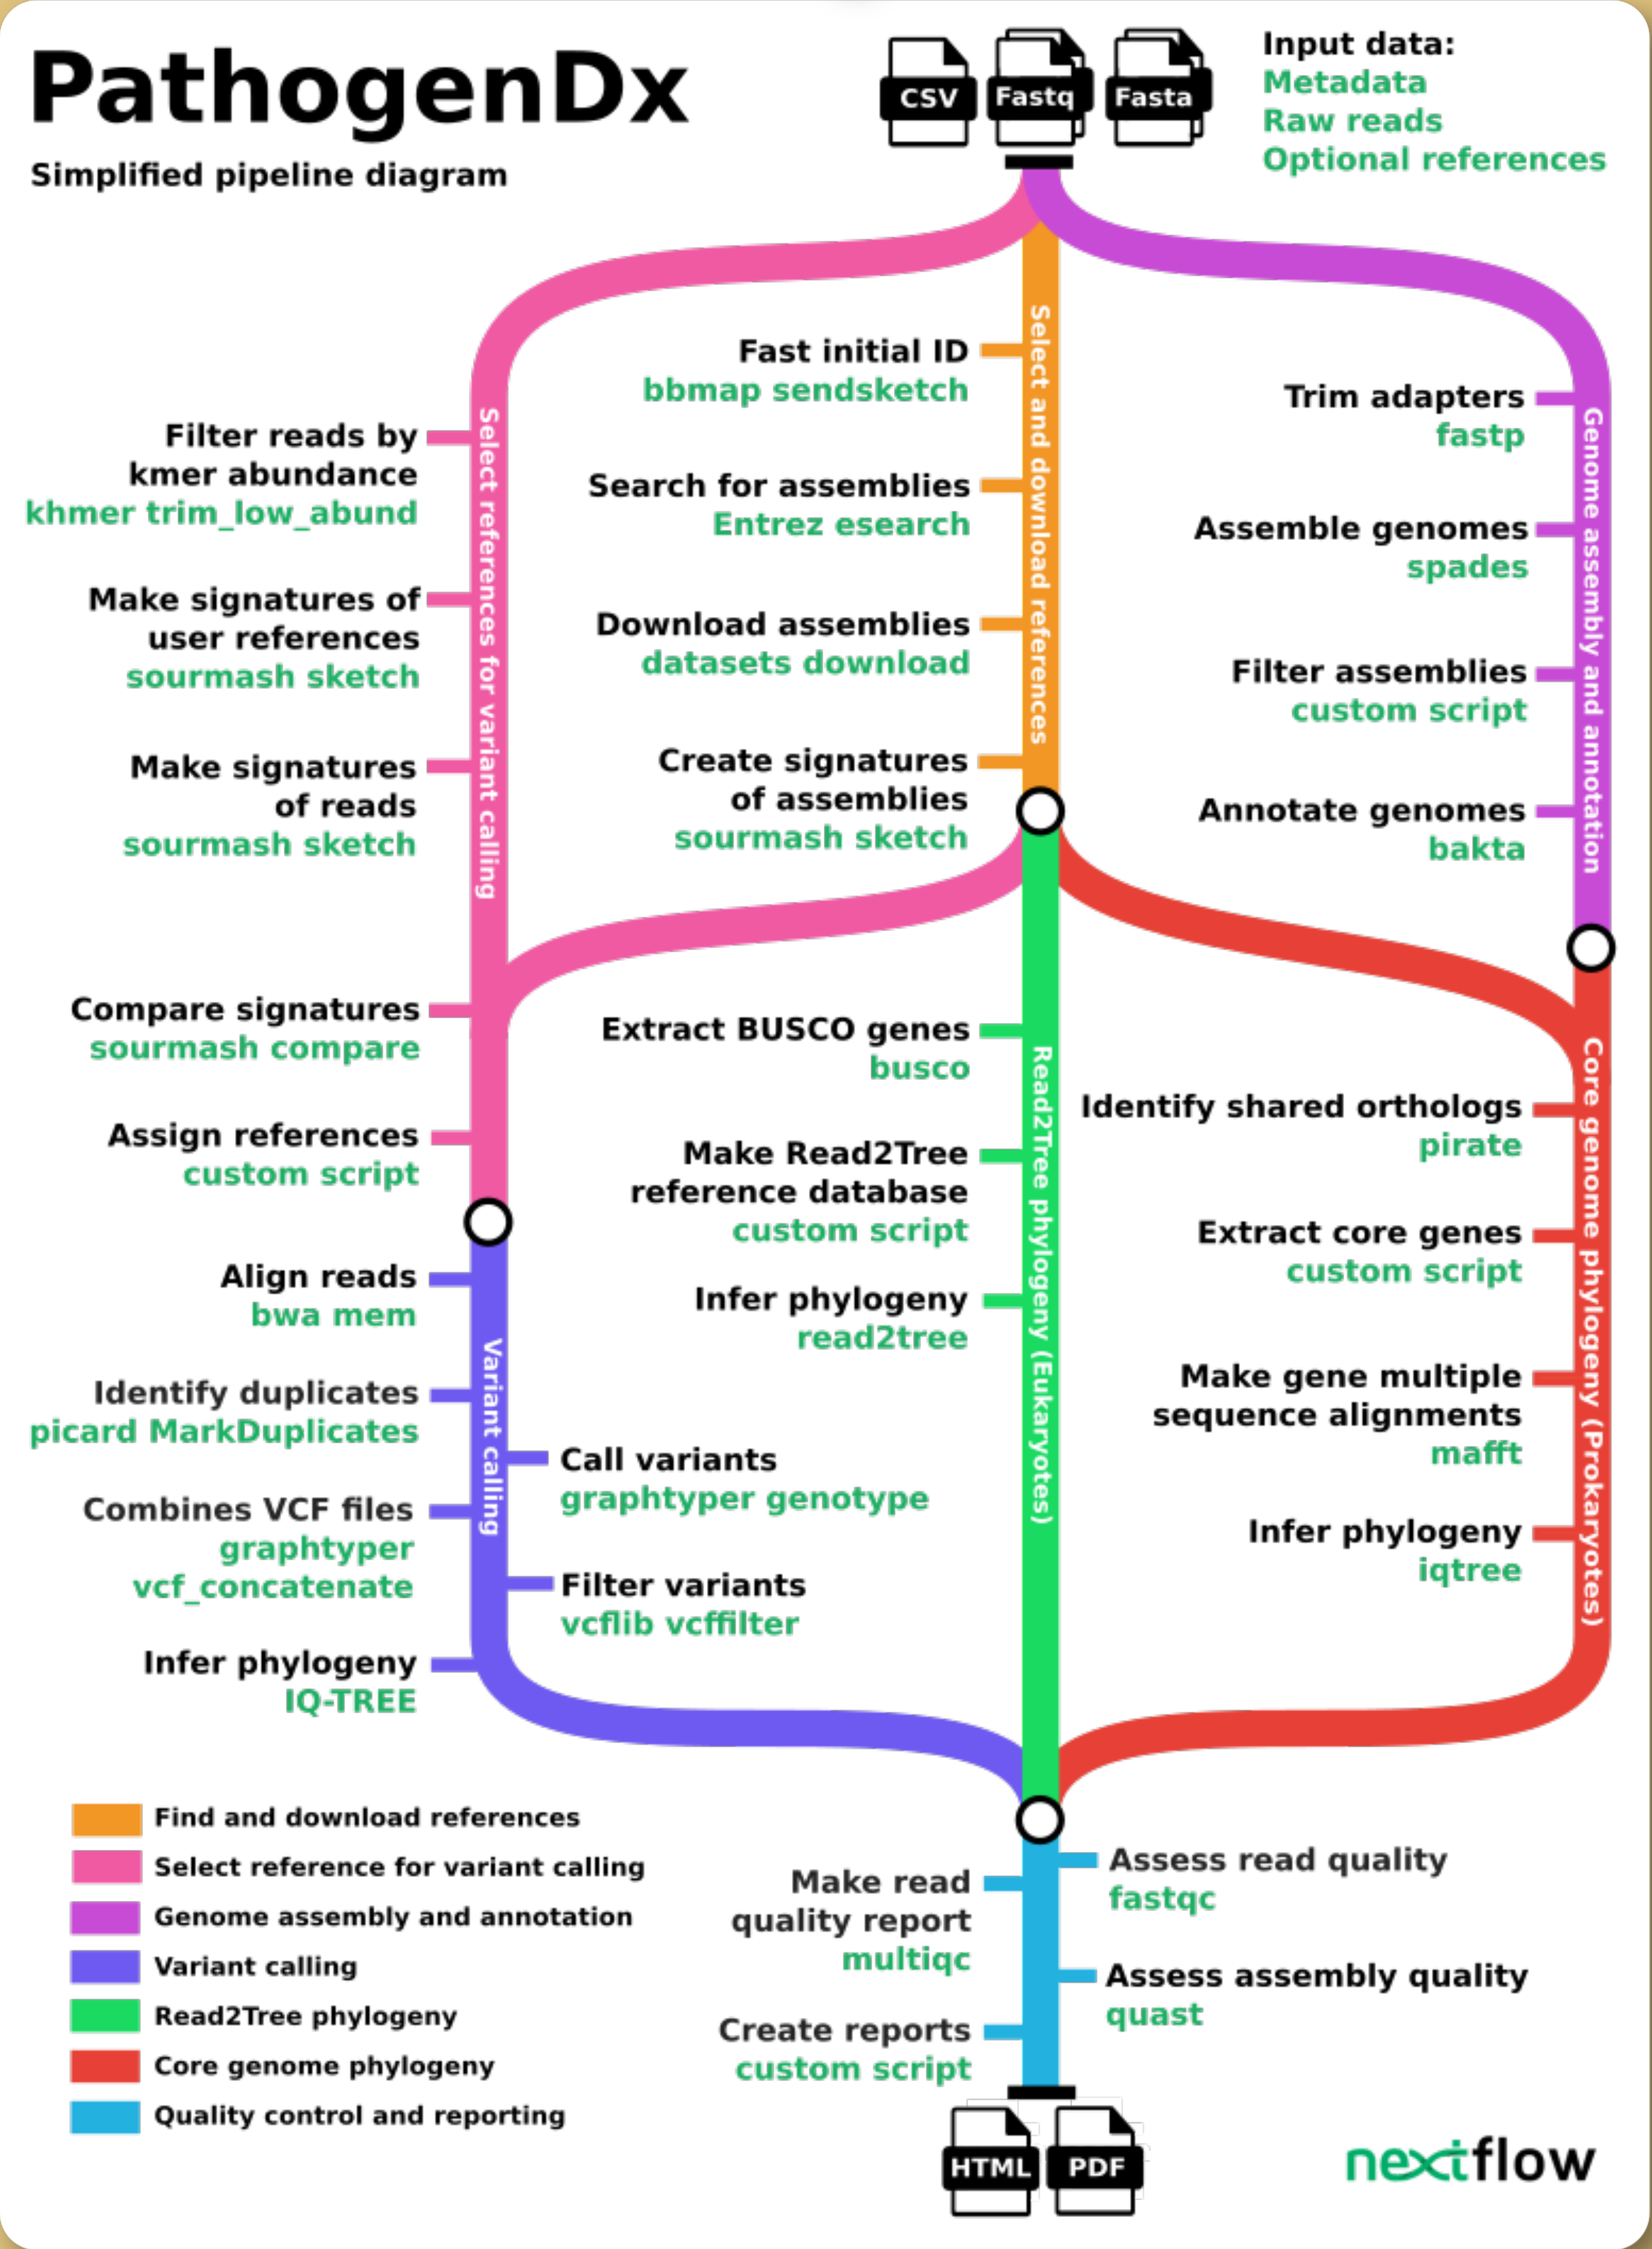 PathogenDx
Simplified pipeline diagram
CSV
Fastq
Fasta
Input data:
Metadata
Raw reads
Optional references
Select references for variant calling
Filter reads by
kmer abundance
khmer trim_low_abund
Make signatures of
user references
sourmash sketch
Make signatures
of reads
sourmash sketch
Compare signatures
sourmash compare
Assign references
custom script
Select and download references
Fast initial ID
bbmap sendsketch
Search for assemblies
Entrez esearch
Download assemblies
datasets download
Create signatures
of assemblies
sourmash sketch
Genome assembly and annotation
Trim adapters
fastp
Assemble genomes
spades
Filter assemblies
custom script
Annotate genomes
bakta
Variant calling
Align reads
bwa mem
Identify duplicates
picard MarkDuplicates
Call variants
graphtyper genotype
Combines VCF files
graphtyper
vcf_concatenate
Filter variants
vcflib vcffilter
Infer phylogeny
IQ-TREE
Read2Tree phylogeny (Eukaryotes)
Extract BUSCO genes
busco
Make Read2Tree
reference database
custom script
Infer phylogeny
read2tree
Core genome phylogeny (Prokaryotes)
Identify shared orthologs
pirate
Extract core genes
custom script
Make gene multiple
sequence alignments
mafft
Infer phylogeny
iqtree
Find and download references
Select reference for variant calling
Genome assembly and annotation
Variant calling
Read2Tree phylogeny
Core genome phylogeny
Quality control and reporting
Assess read quality
fastqc
Make read
quality report
multiqc
Assess assembly quality
quast
Create reports
custom script
HTML
PDF
nextflow